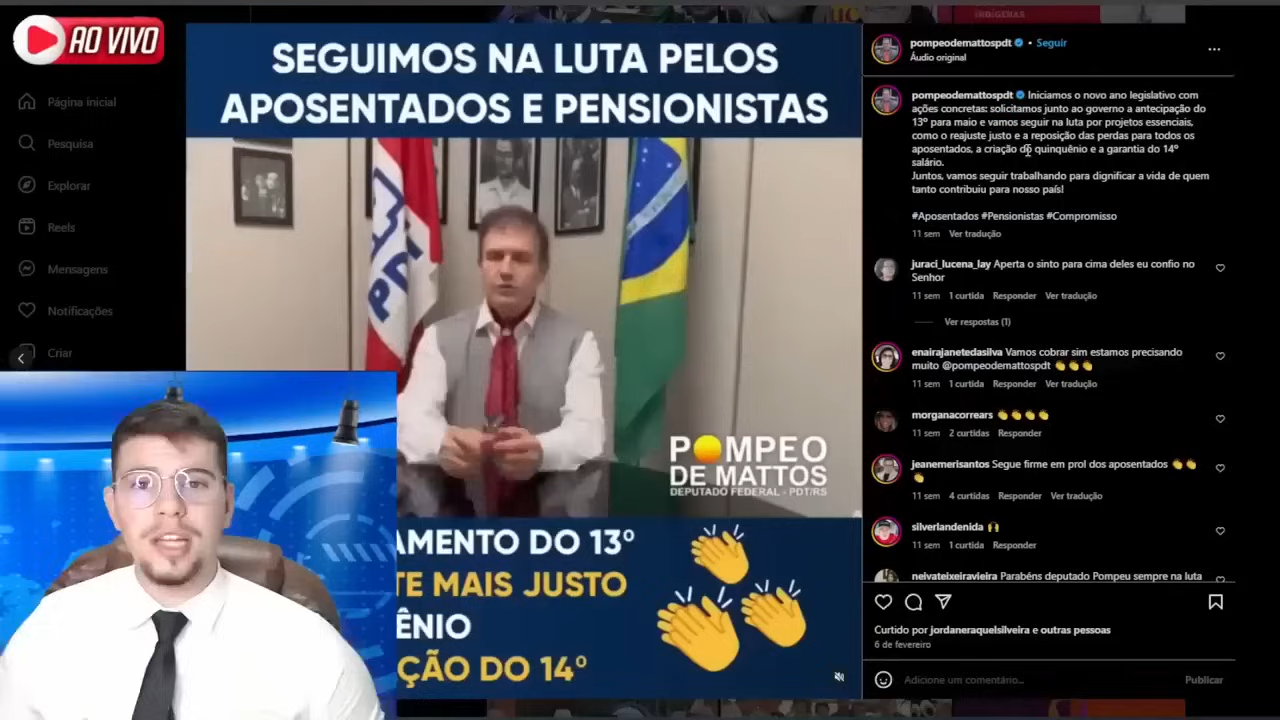 AO VIVO
Página inicial
Pesquisa
Explorar
Reels
Mensagens
Notificações
Criar
SEGUIMOS NA LUTA PELOS
APOSENTADOS E PENSIONISTAS
PDT
POMPEO
DE MATTOS
DEPUTADO FEDERAL - PDT/RS
AMENTO DO 13º
TE MAIS JUSTO
ÊNIO
ÇÃO DO 14º
INDÍGENAS
pompeodemattospdt • Seguir
Áudio original
pompeodemattospdt Iniciamos o novo ano legislativo com
ações concretas: solicitamos junto ao governo a antecipação do
13º para maio e vamos seguir na luta por projetos essenciais,
como o reajuste justo e a reposição das perdas para todos os
aposentados, a criação do quinquênio e a garantia do 14º
salário.
Juntos, vamos seguir trabalhando para dignificar a vida de quem
tanto contribuiu para nosso país!
#Aposentados #Pensionistas #Compromisso
11 sem Ver tradução
juraci_lucena_lay Aperta o sinto para cima deles eu confio no
Senhor
11 sem 1 curtida Responder Ver tradução
Ver respostas (1)
enairajanetedasilva Vamos cobrar sim estamos precisando
muito @pompeodemattospdt 👏👏👏
11 sem 1 curtida Responder Ver tradução
morganacorrears 👏👏👏👏
11 sem 2 curtidas Responder
jeanemerisantos Segue firme em prol dos aposentados 👏👏
👏
11 sem 4 curtidas Responder Ver tradução
silverlandenida 🙌
11 sem 1 curtida Responder
neivateixeiravieira Parabéns deputado Pompeu sempre na luta
Curtido por jordaneraquelsilveira e outras pessoas
6 de fevereiro
Adicione um comentário...
Publicar